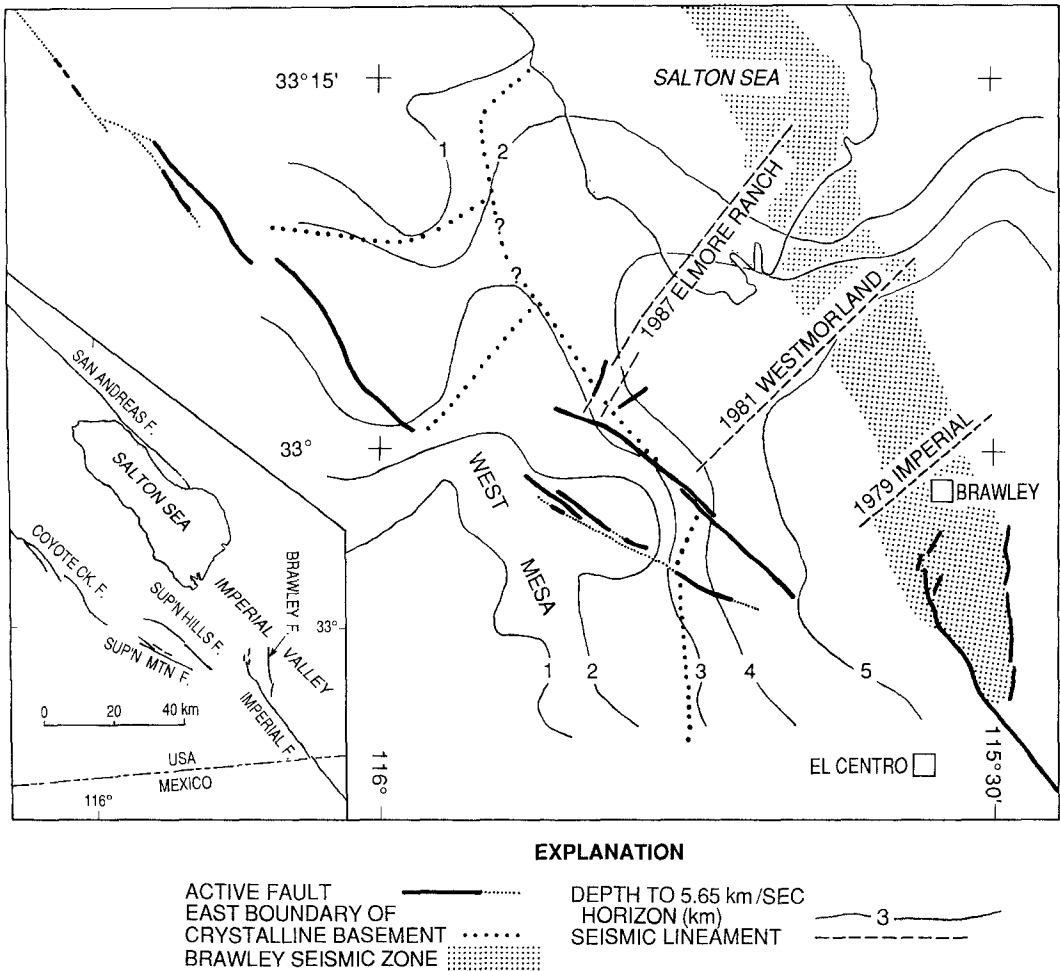 33° 15'
SALTON SEA
1
2
?
?
1987 ELMORE RANCH
1981 WESTMORLAND
1979 IMPERIAL
33°
BRAWLEY
WEST
MESA
1
2
3
4
5
EL CENTRO
116°
115°30'
SAN ANDREAS F.
SALTON SEA
COYOTE CK. F.
SUP'N HILLS F.
SUP'N MTN F.
IMPERIAL
VALLEY
BRAWLEY F.
33°
IMPERIAL F.
0 20 40 km
USA
MEXICO
116°
EXPLANATION
ACTIVE FAULT
EAST BOUNDARY OF
CRYSTALLINE BASEMENT
BRAWLEY SEISMIC ZONE
DEPTH TO 5.65 km/SEC
HORIZON (km)
3
SEISMIC LINEAMENT